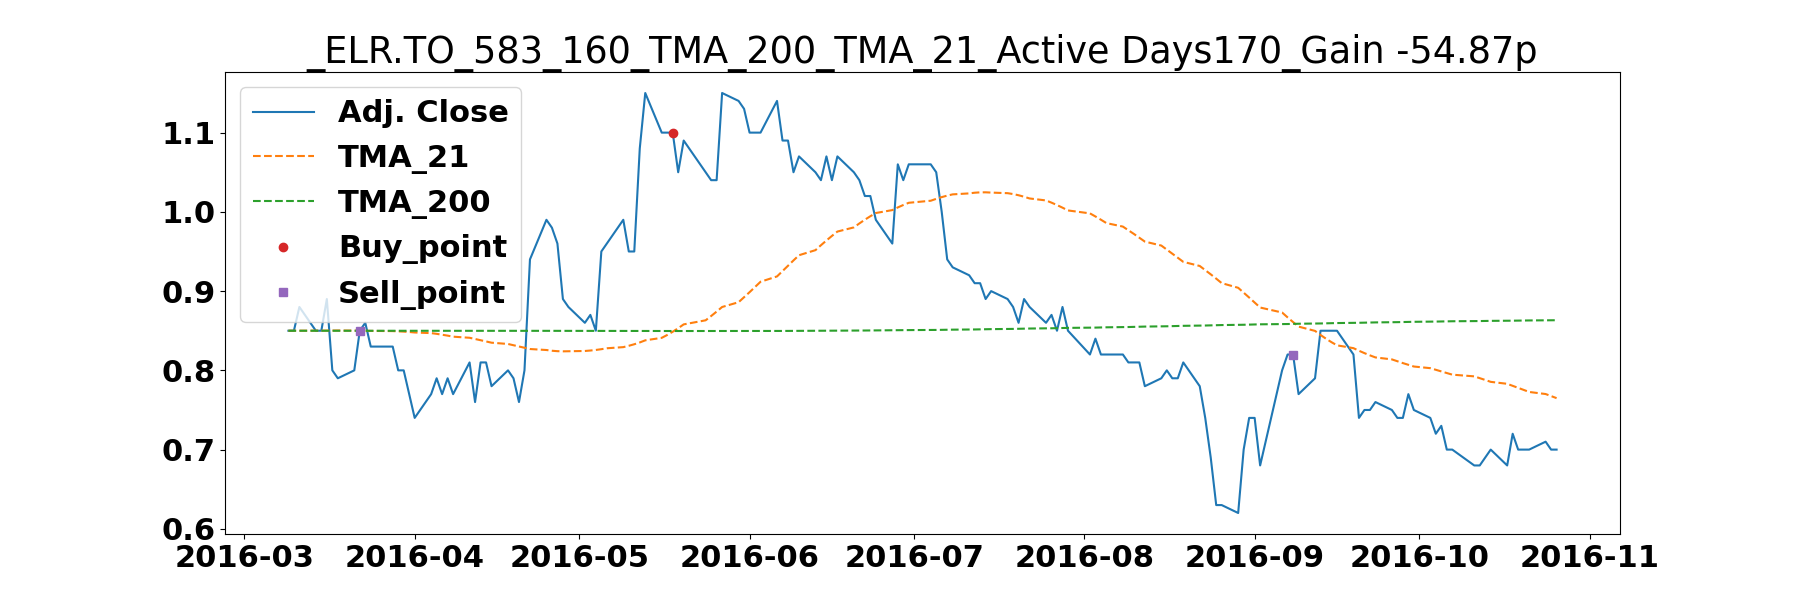 _ELR.TO_583_160_TMA_200_TMA_21_Active Days170_Gain -54.87p
Adj. Close
TMA_21
TMA_200
Buy_point
Sell_point
1.1
1.0
0.9
0.8
0.7
0.6
2016-03 2016-04 2016-05 2016-06 2016-07 2016-08 2016-09 2016-10 2016-11